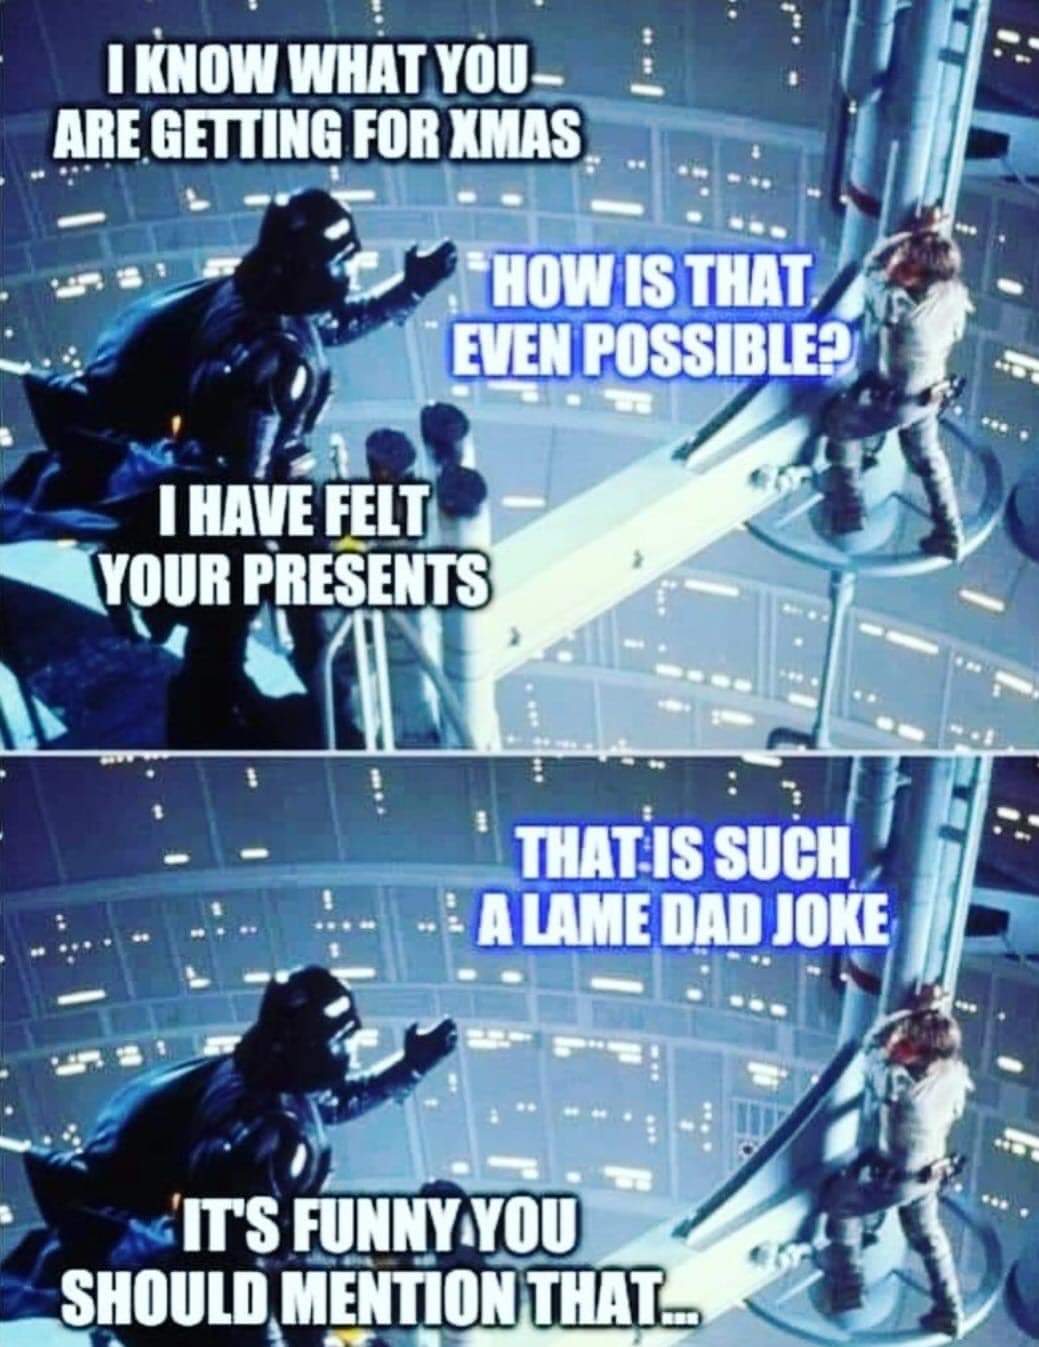 I KNOW WHAT YOU
ARE GETTING FOR XMAS
HOW IS THAT
EVEN POSSIBLE?
I HAVE FELT
YOUR PRESENTS
THAT IS SUCH
A LAME DAD JOKE
IT'S FUNNY YOU
SHOULD MENTION THAT...